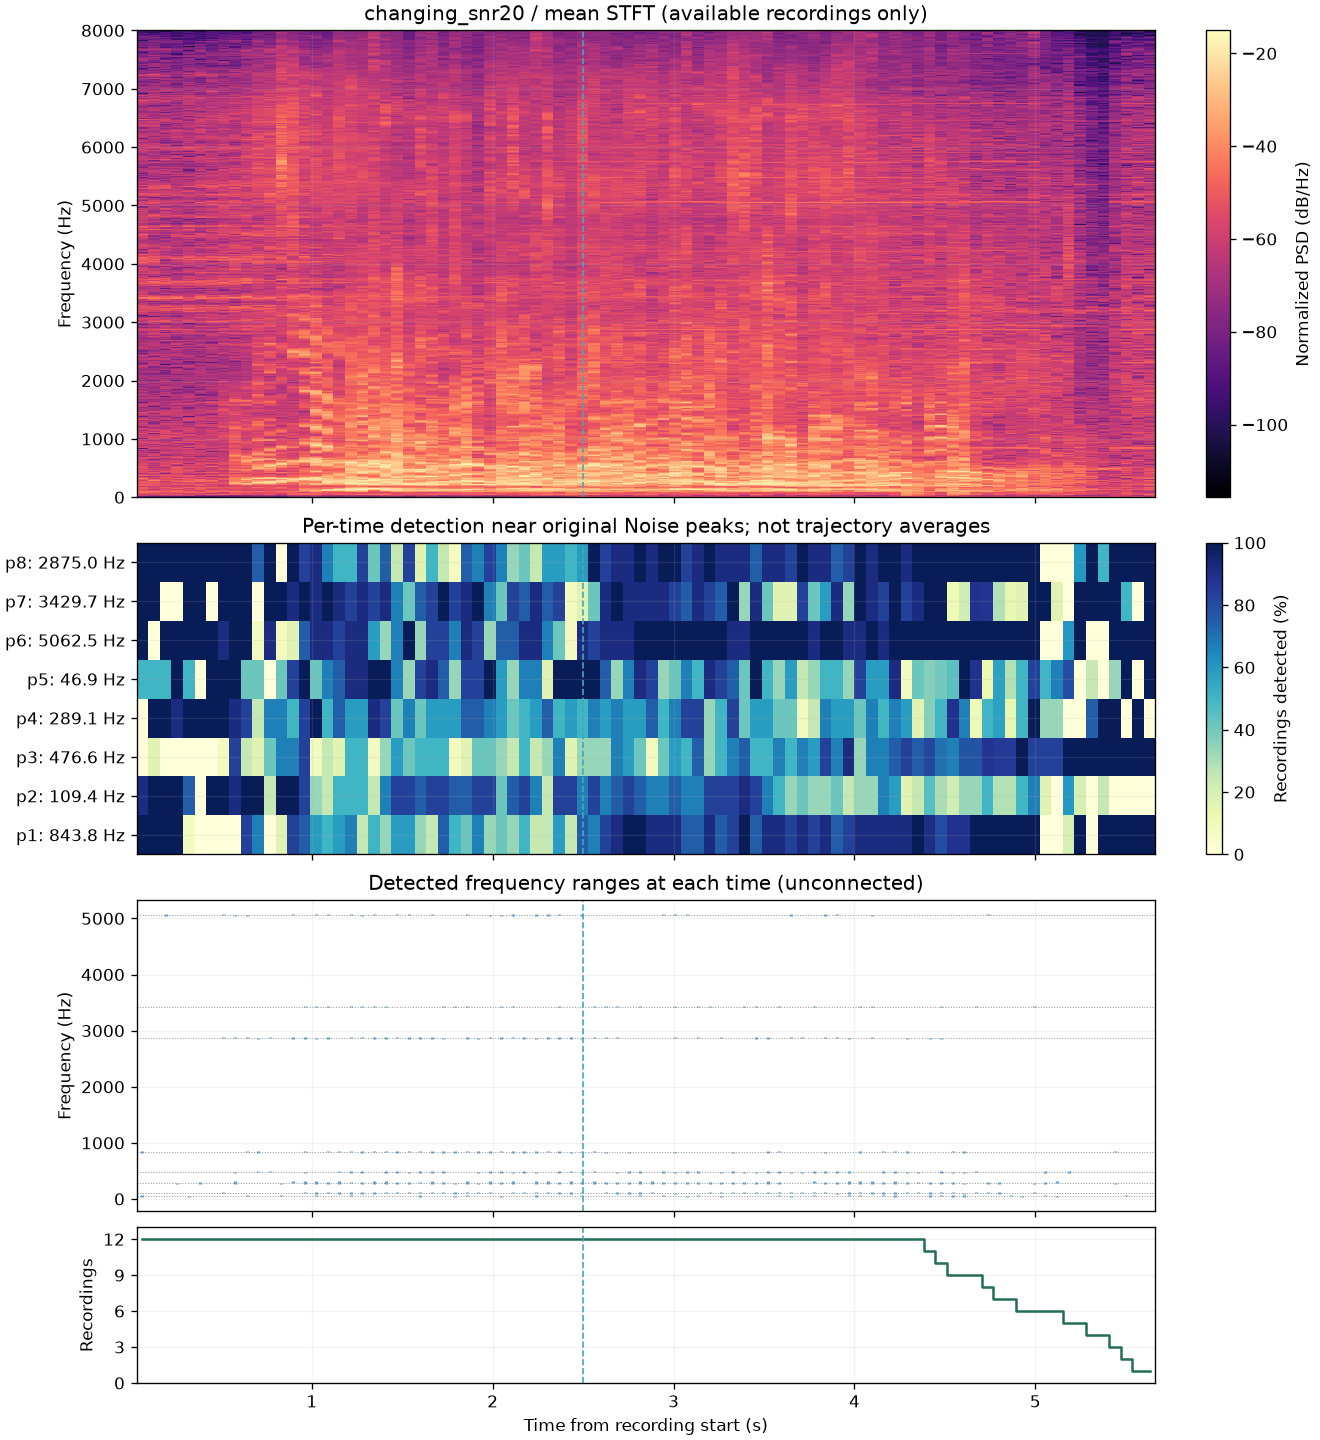 changing_snr20 / mean STFT (available recordings only)
8000
7000
6000
5000
4000
3000
2000
1000
0
Frequency (Hz)
−20
−40
−60
−80
−100
Normalized PSD (dB/Hz)
Per-time detection near original Noise peaks; not trajectory averages
p8: 2875.0 Hz
p7: 3429.7 Hz
p6: 5062.5 Hz
p5: 46.9 Hz
p4: 289.1 Hz
p3: 476.6 Hz
p2: 109.4 Hz
p1: 843.8 Hz
100
80
60
40
20
0
Recordings detected (%)
Detected frequency ranges at each time (unconnected)
5000
4000
3000
2000
1000
0
Frequency (Hz)
12
9
6
3
0
Recordings
1 2 3 4 5
Time from recording start (s)